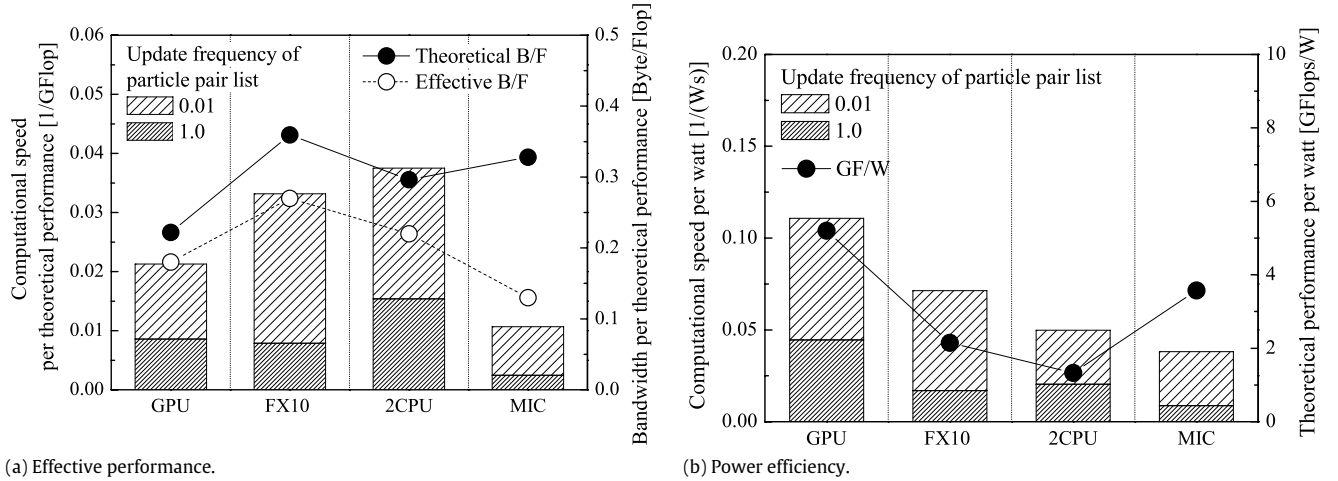 Computational speed
per theoretical performance [1/GFlop]
0.06
0.05
0.04
0.03
0.02
0.01
0.00
Update frequency of
particle pair list
0.01
1.0
Theoretical B/F
Effective B/F
GPU FX10 2CPU MIC
0.5
0.4
0.3
0.2
0.1
0.0
Bandwidth per theoretical performance [Byte/Flop]
(a) Effective performance.
Computational speed per watt [1/(Ws)]
0.20
0.15
0.10
0.05
0.00
Update frequency of particle pair list
0.01
1.0
GF/W
GPU FX10 2CPU MIC
10
8
6
4
2
0
Theoretical performance per watt [GFlops/W]
(b) Power efficiency.